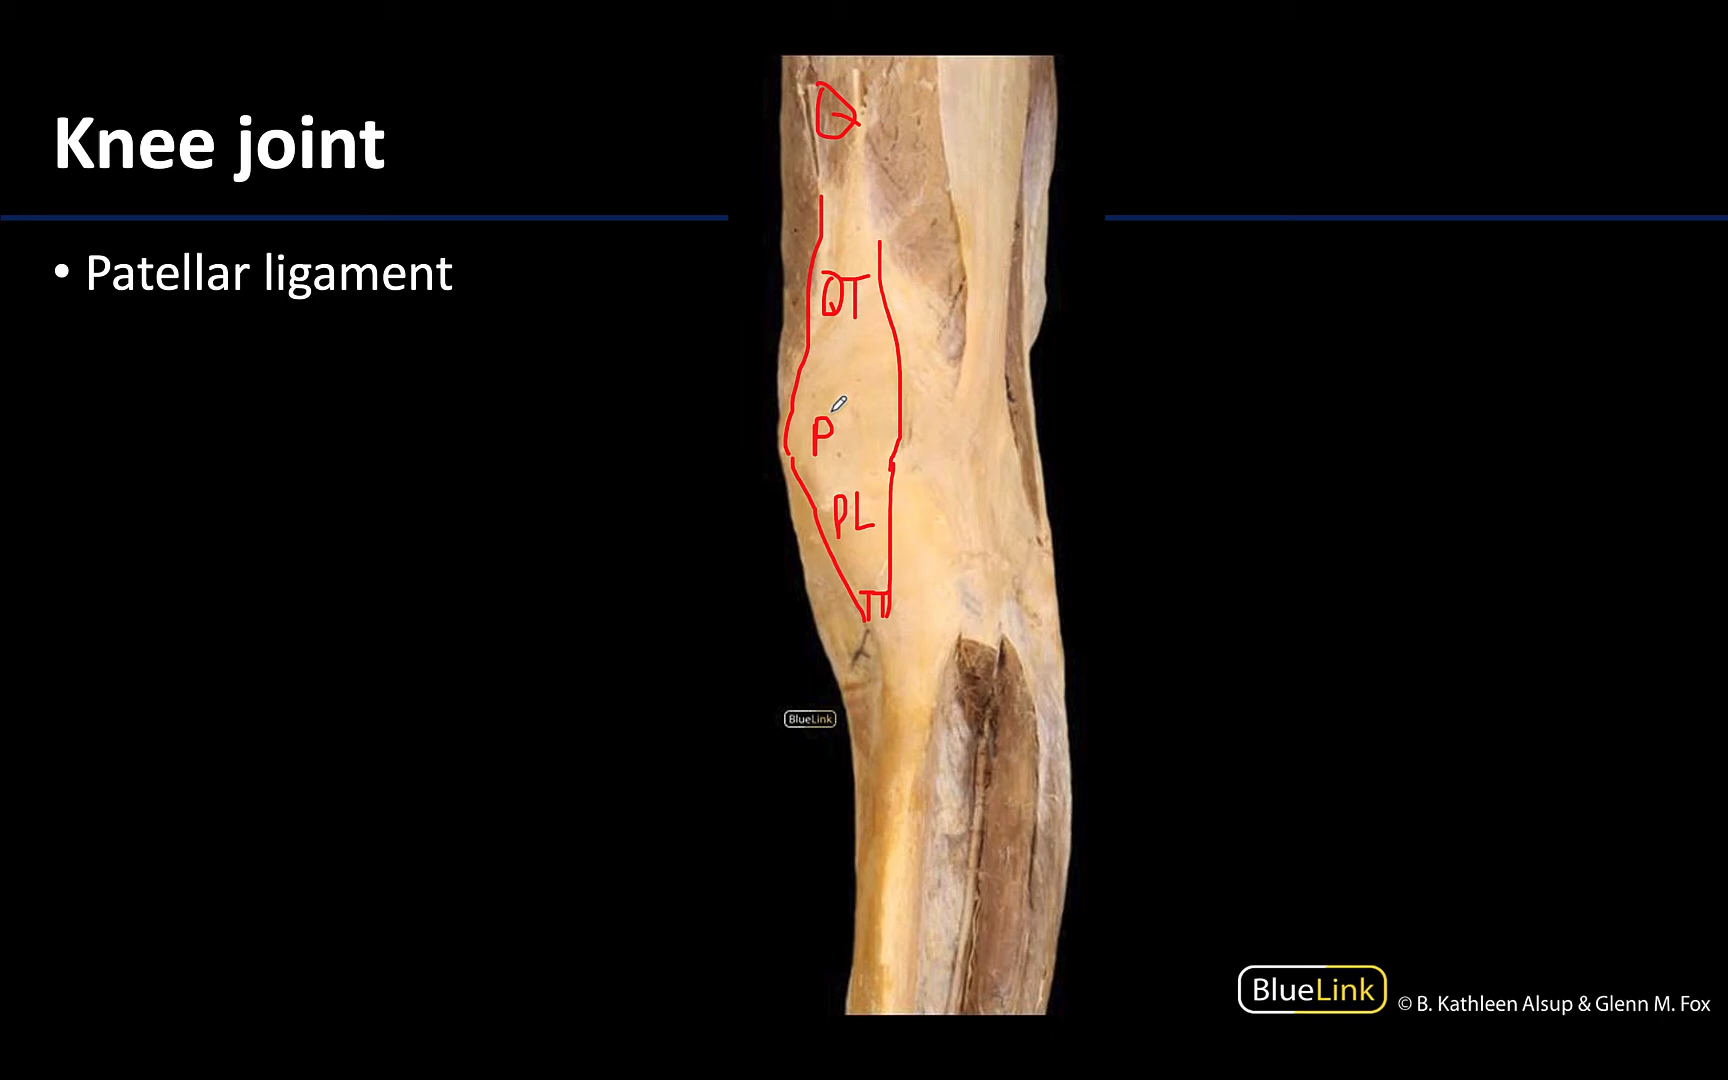 Knee joint
• Patellar ligament
Q
QT
P
PL
TT
BlueLink
BlueLink © B. Kathleen Alsup & Glenn M. Fox